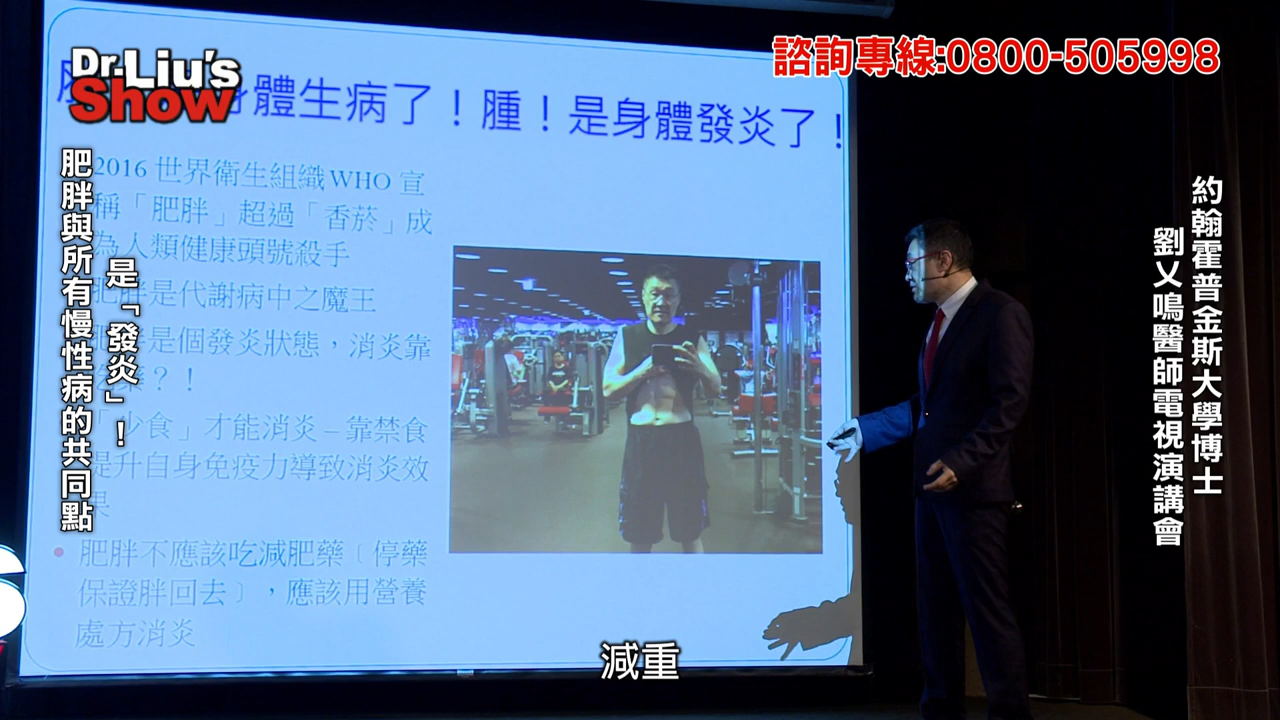 Dr.Liu's
Show
諮詢專線:0800-505998
身體生病了！腫！是身體發炎了！
2016 世界衛生組織 WHO 宣
稱「肥胖」超過「香菸」成
為人類健康頭號殺手
肥胖是代謝病中之魔王
是個發炎狀態，消炎靠
藥？！
「少食」才能消炎 – 靠禁食
提升自身免疫力導致消炎效
果
• 肥胖不應該吃減肥藥〔停藥
保證胖回去〕，應該用營養
處方消炎
肥胖與所有慢性病的共同點
是「發炎」！
約翰霍普金斯大學博士
劉乂鳴醫師電視演講會
減重